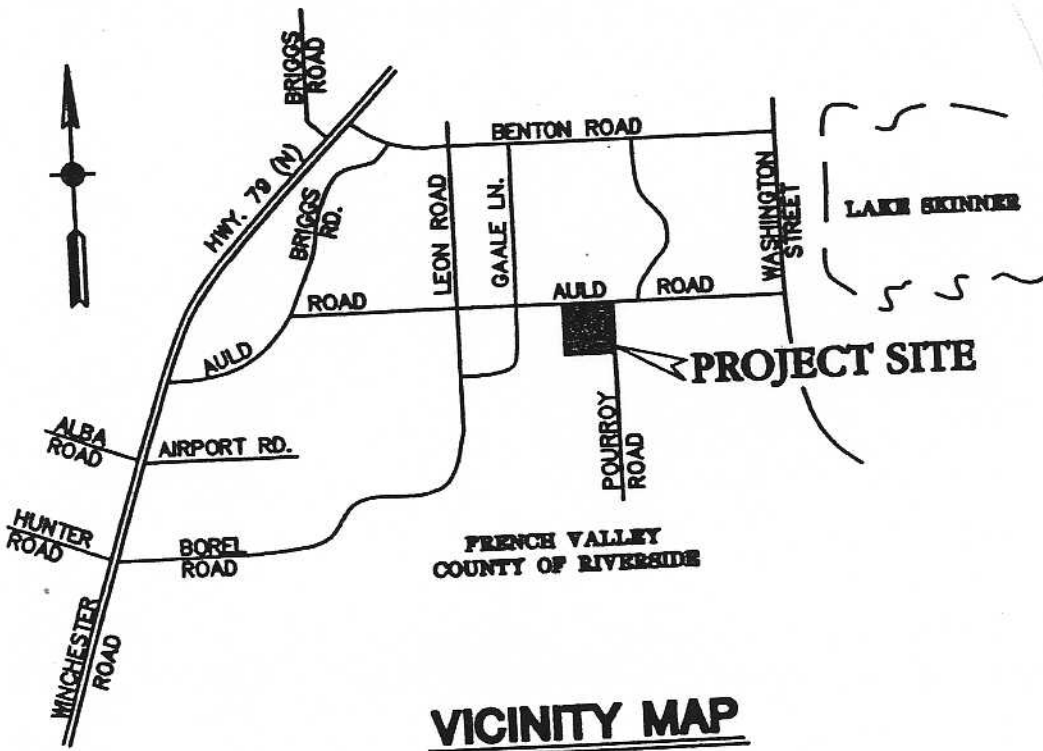 BRIGGS
ROAD
HWY. 79 (N)
BENTON ROAD
BRIGGS
RD.
LEON ROAD
GAALE LN.
WASHINGTON
STREET
LAKE SKINNER
AULD
ROAD
AULD
ROAD
PROJECT SITE
ALBA
ROAD
AIRPORT RD.
POURROY
ROAD
HUNTER
ROAD
BOREL
ROAD
FRENCH VALLEY
COUNTY OF RIVERSIDE
WINCHESTER
ROAD
VICINITY MAP